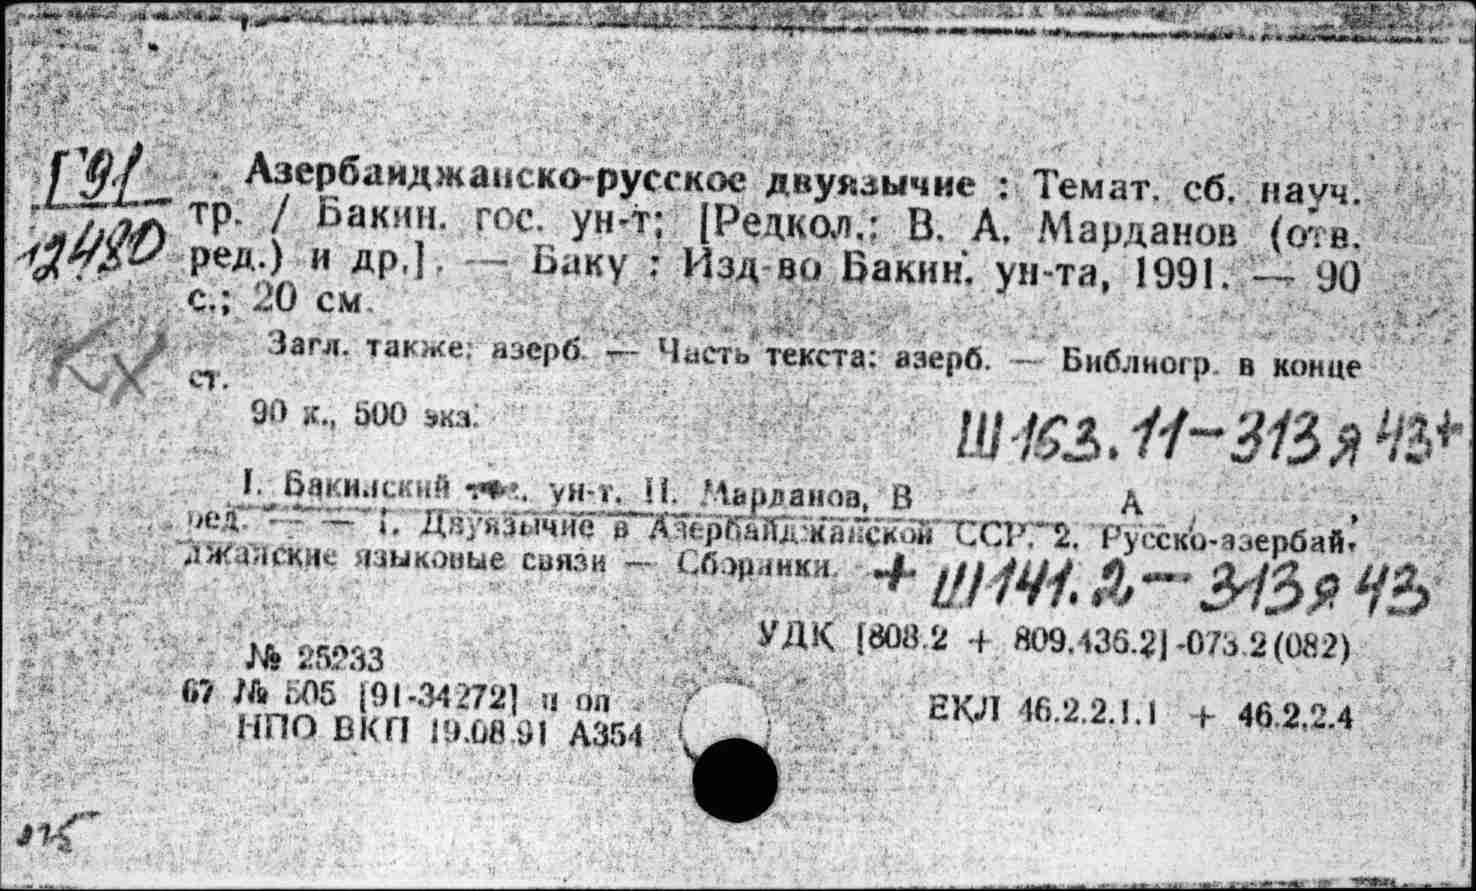 Г 91
12480
Азербайджанско-русское двуязычие : Темат. сб. науч.
тр. / Бакин. гос. ун-т; [Редкол.: В. А. Марданов (отв.
ред.) и др.]. — Баку : Изд-во Бакин. ун-та, 1991. — 90
с.; 20 см.
Загл. также: азерб. — Часть текста: азерб. — Библиогр. в конце
ст.
90 к., 500 экз.
Ш163.11-313я43+
I. Бакинский ун-т. II. Марданов, В А ,
ред. — — 1. Двуязычие в Азербайджанской ССР. 2. Русско-азербай-
джанские языковые связи — Сборники.
+ Ш141.2-313я43
УДК [808.2 + 809.436.2]-073.2(082)
№ 25233
67 № 505 [91-34272] п оп
ЕКЛ 46.2.2.1.1 + 46.2.2.4
НПО ВКП 19.08.91 А354